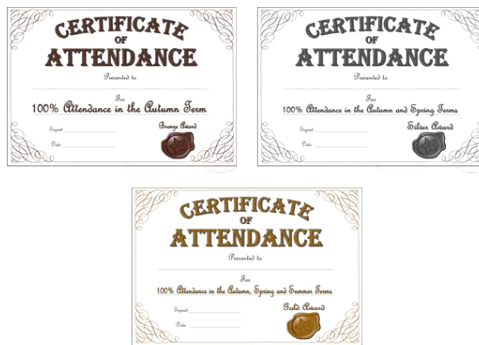 CERTIFICATE
OF
ATTENDANCE
Presented to
For
100% Attendance in the Autumn Term
Bronze Award
Signed
Date
CERTIFICATE
OF
ATTENDANCE
Presented to
For
100% Attendance in the Autumn and Spring Terms
Silver Award
Signed
Date
CERTIFICATE
OF
ATTENDANCE
Presented to
For
100% Attendance in the Autumn, Spring and Summer Terms
Gold Award
Signed
Date